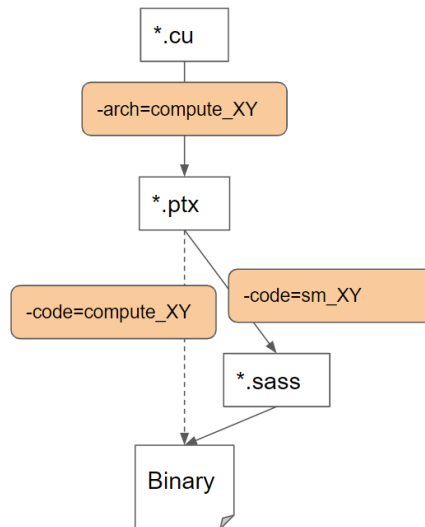 *.cu
-arch=compute_XY
*.ptx
-code=compute_XY
-code=sm_XY
*.sass
Binary